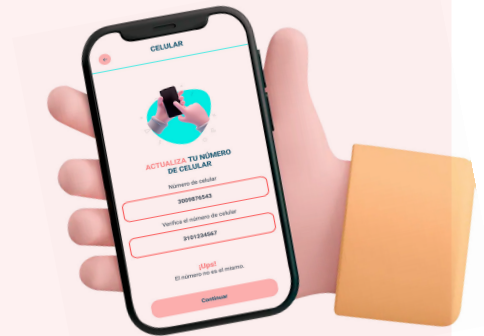 CELULAR
ACTUALIZA TU NÚMERO
DE CELULAR
Número de celular
3009876543
Verifica el número de celular
3101234567
¡Ups!
El número no es el mismo.
Continuar